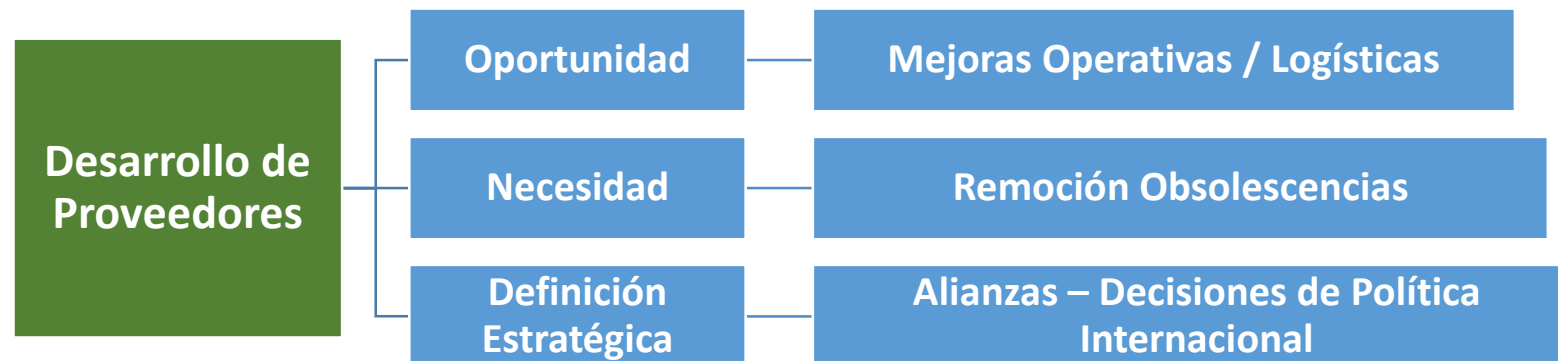 Desarrollo de
Proveedores
Oportunidad
Mejoras Operativas / Logísticas
Necesidad
Remoción Obsolescencias
Definición
Estratégica
Alianzas – Decisiones de Política
Internacional